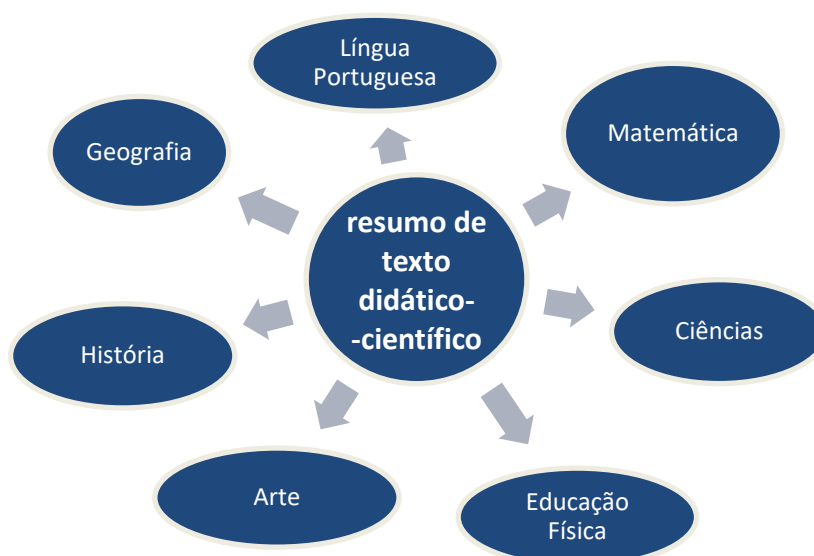 Língua
Portuguesa
Matemática
Geografia
resumo de
texto
didático-
-científico
Ciências
História
Arte
Educação
Física